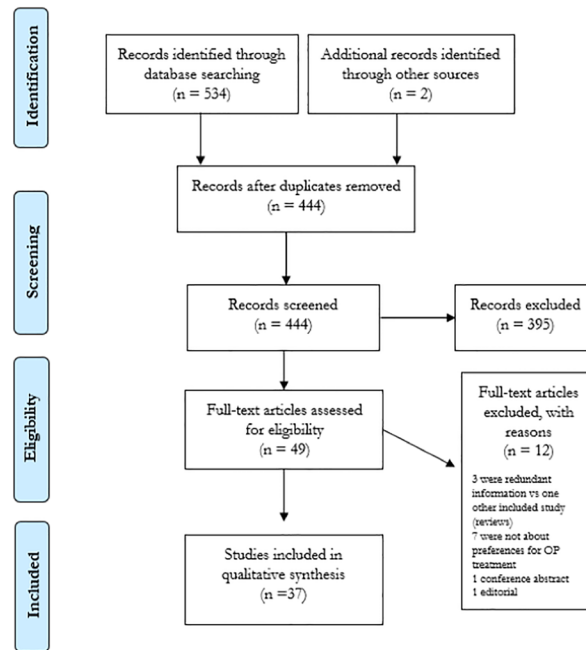 Identification
Records identified through
database searching
(n = 534)
Additional records identified
through other sources
(n = 2)
Records after duplicates removed
(n = 444)
Screening
Records screened
(n = 444)
Records excluded
(n = 395)
Eligibility
Full-text articles assessed
for eligibility
(n = 49)
Full-text articles
excluded, with
reasons
(n = 12)
3 were redundant
information vs one
other included study
(reviews)
7 were not about
preferences for OP
treatment
1 conference abstract
1 editorial
Included
Studies included in
qualitative synthesis
(n =37)